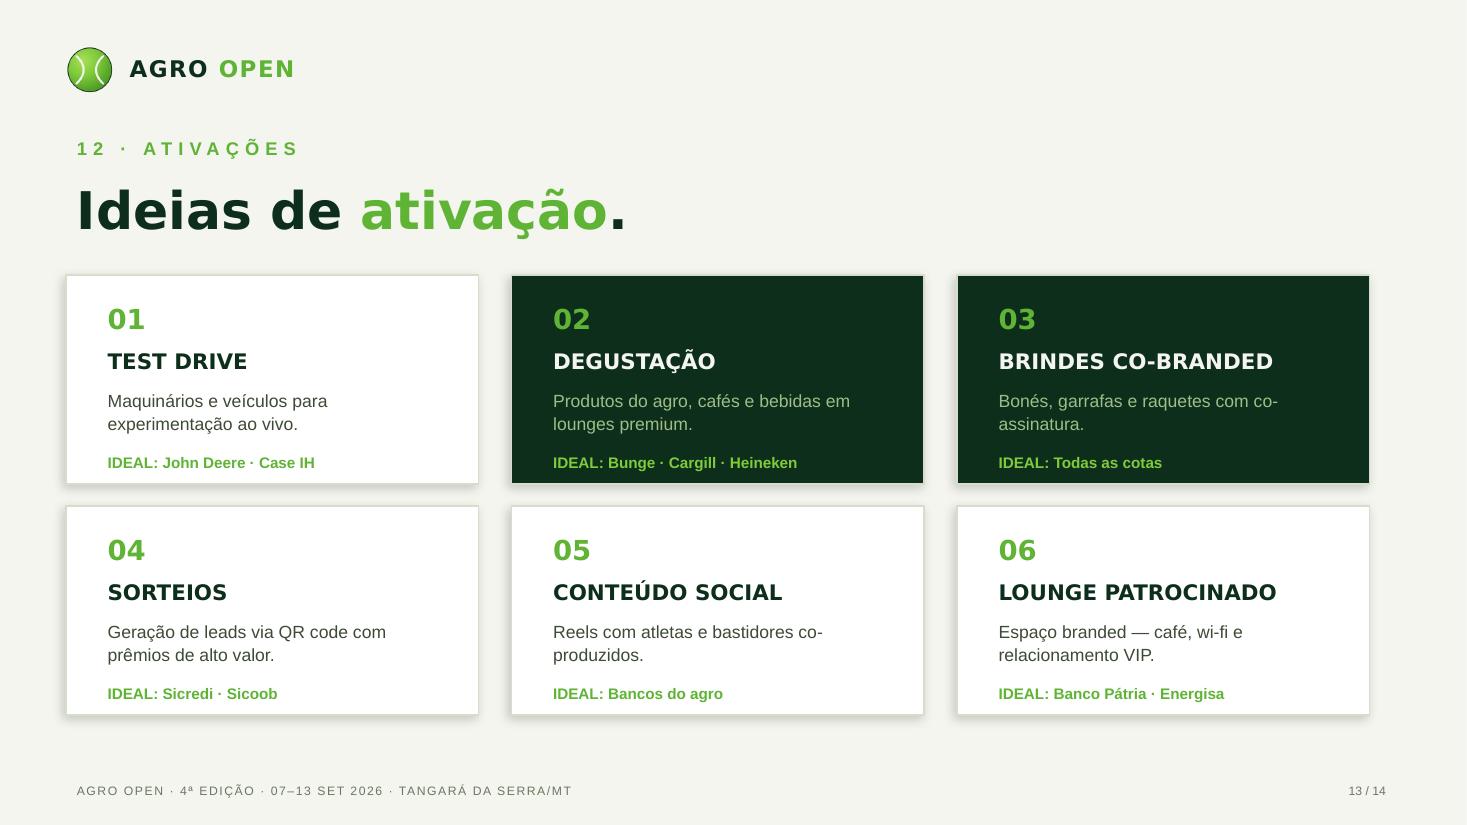 AGRO OPEN
12 · ATIVAÇÕES
Ideias de ativação.
01
TEST DRIVE
Maquinários e veículos para
experimentação ao vivo.
IDEAL: John Deere · Case IH
02
DEGUSTAÇÃO
Produtos do agro, cafés e bebidas em
lounges premium.
IDEAL: Bunge · Cargill · Heineken
03
BRINDES CO-BRANDED
Bonés, garrafas e raquetes com co-
assinatura.
IDEAL: Todas as cotas
04
SORTEIOS
Geração de leads via QR code com
prêmios de alto valor.
IDEAL: Sicredi · Sicoob
05
CONTEÚDO SOCIAL
Reels com atletas e bastidores co-
produzidos.
IDEAL: Bancos do agro
06
LOUNGE PATROCINADO
Espaço branded — café, wi-fi e
relacionamento VIP.
IDEAL: Banco Pátria · Energisa
AGRO OPEN · 4ª EDIÇÃO · 07–13 SET 2026 · TANGARÁ DA SERRA/MT
13 / 14